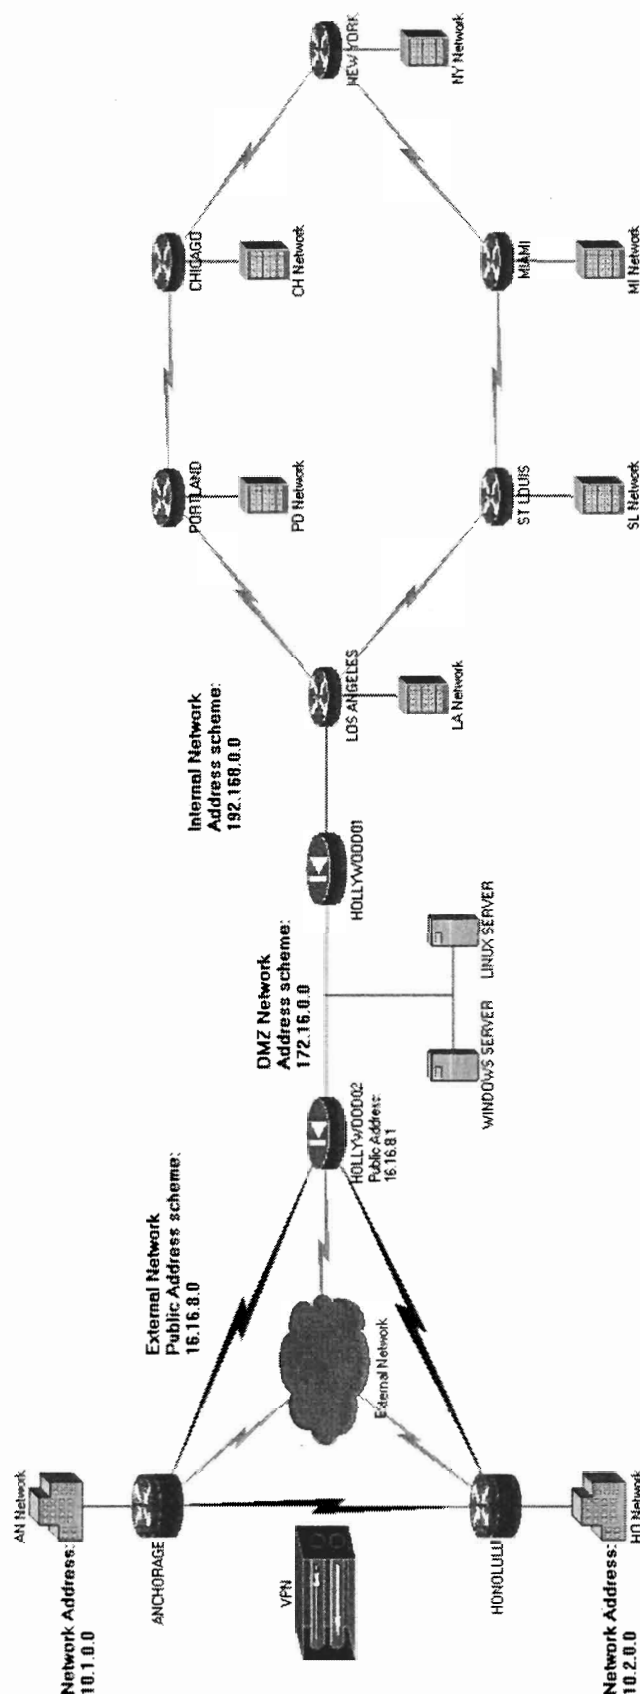 AN Network
Network Address:
10.1.0.0
ANCHORAGE
VPN
HONOLULU
HO Network
Network Address:
10.2.0.0
External Network
Public Address scheme:
16.16.8.0
External Network
HOLLYWOOD02
Public Address:
16.16.8.1
DMZ Network
Address scheme:
172.16.0.0
WINDOWS SERVER
LINUX SERVER
HOLLYWOOD01
Internal Network
Address scheme:
192.168.0.0
LOS ANGELES
LA Network
PORTLAND
PD Network
ST LOUIS
SL Network
CHICAGO
CH Network
MIAMI
MI Network
NEW YORK
NY Network